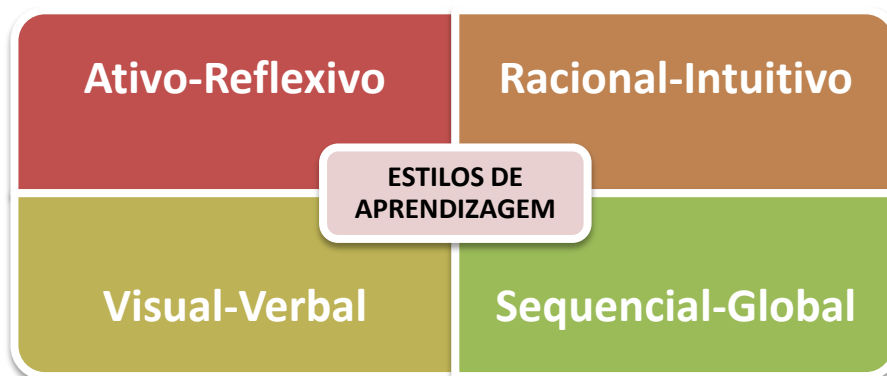 Ativo-Reflexivo
Racional-Intuitivo
ESTILOS DE
APRENDIZAGEM
Visual-Verbal
Sequencial-Global